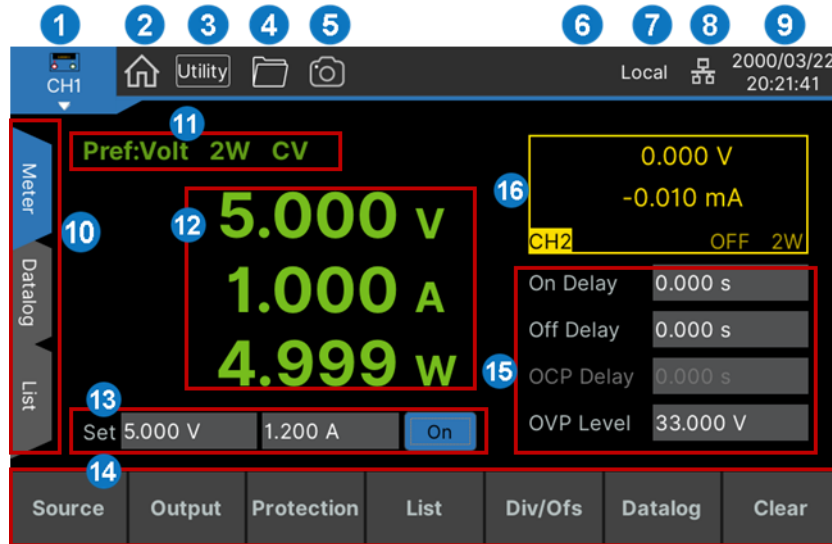 1 2 3 4 5 6 7 8 9
CH1
Utility
Local
2000/03/22
20:21:41
11
Pref:Volt 2W CV
10
Meter
Datalog
List
12
5.000 V
1.000 A
4.999 W
16
0.000 V
-0.010 mA
CH2 OFF 2W
15
On Delay 0.000 s
Off Delay 0.000 s
OCP Delay 0.000 s
OVP Level 33.000 V
13
Set 5.000 V 1.200 A On
14
Source Output Protection List Div/Ofs Datalog Clear